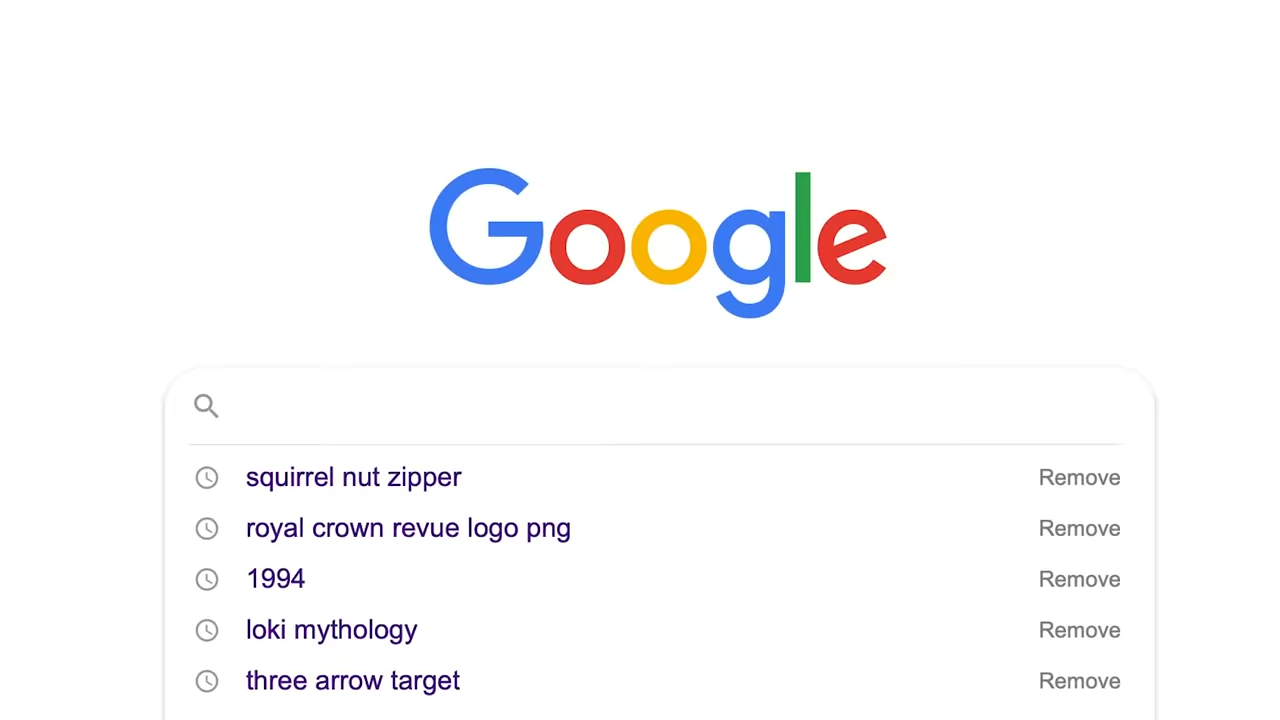 Google
squirrel nut zipper Remove
royal crown revue logo png Remove
1994 Remove
loki mythology Remove
three arrow target Remove